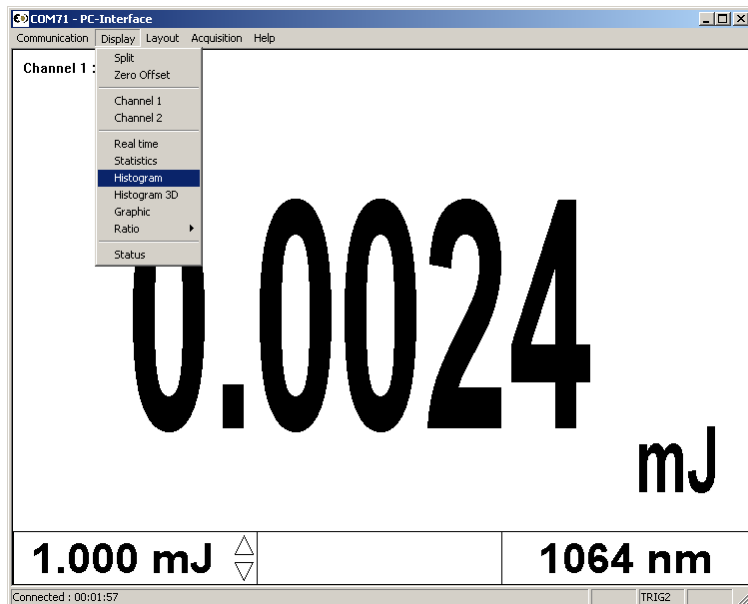 COM71 - PC-Interface
Communication Display Layout Acquisition Help
Channel 1 :
Split
Zero Offset
Channel 1
Channel 2
Real time
Statistics
Histogram
Histogram 3D
Graphic
Ratio
Status
0.0024
mJ
1.000 mJ 1064 nm
Connected : 00:01:57 TRIG2